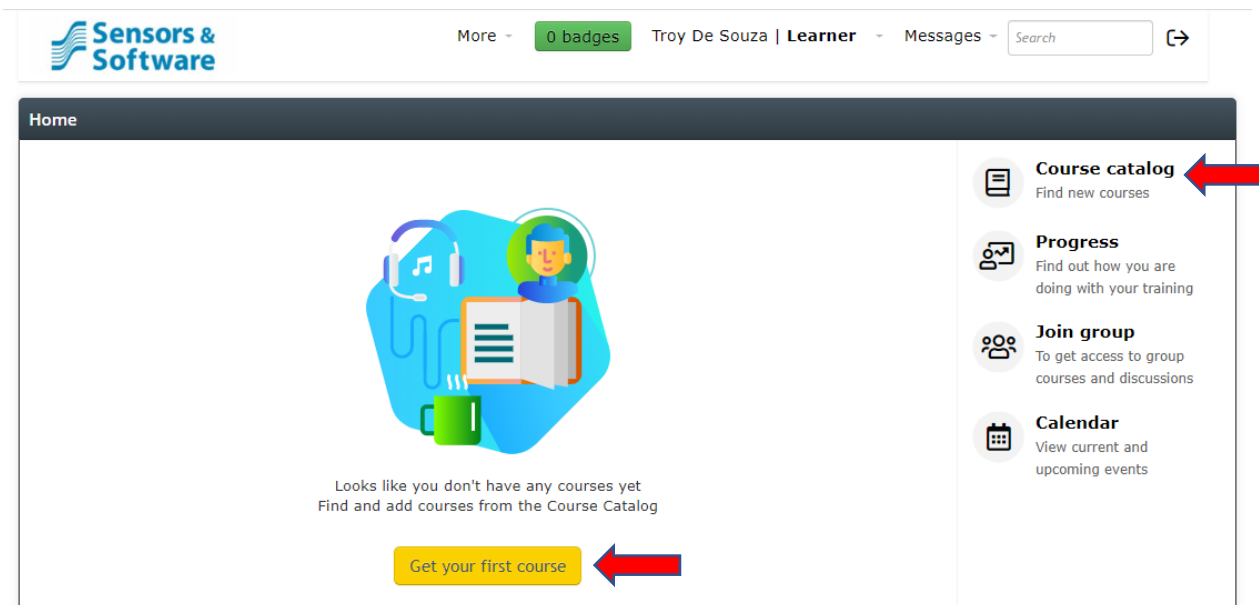 Sensors &
Software
More
0 badges
Troy De Souza | Learner
Messages
Search
Home
Looks like you don't have any courses yet
Find and add courses from the Course Catalog
Get your first course
Course catalog
Find new courses
Progress
Find out how you are
doing with your training
Join group
To get access to group
courses and discussions
Calendar
View current and
upcoming events